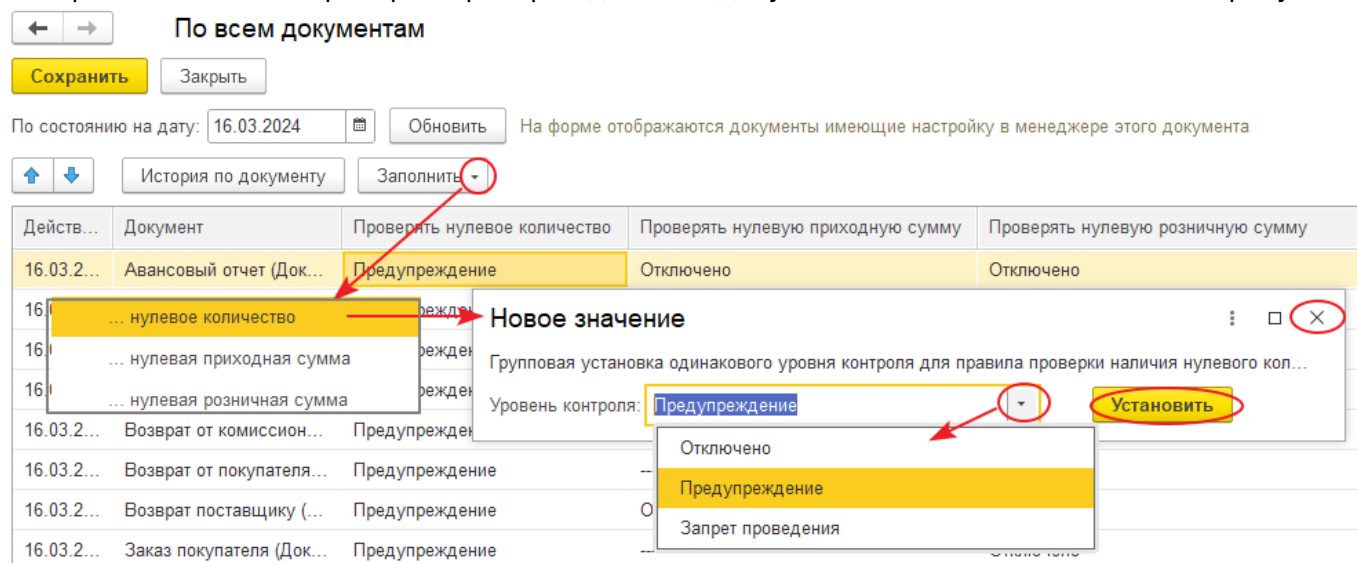 По всем документам
Сохранить Закрыть
По состоянию на дату: 16.03.2024 Обновить На форме отображаются документы имеющие настройку в менеджере этого документа
История по документу Заполнить
Действ... Документ Проверять нулевое количество Проверять нулевую приходную сумму Проверять нулевую розничную сумму
16.03.2... Авансовый отчет (Док... Предупреждение Отключено Отключено
... нулевое количество
... нулевая приходная сумма
... нулевая розничная сумма
Новое значение
Групповая установка одинакового уровня контроля для правила проверки наличия нулевого кол...
Уровень контроля: Предупреждение Установить
Отключено
Предупреждение
Запрет проведения
16.03.2... Возврат от комиссион... Предупрежден
16.03.2... Возврат от покупателя... Предупреждение
16.03.2... Возврат поставщику (... Предупреждение
16.03.2... Заказ покупателя (Док... Предупреждение